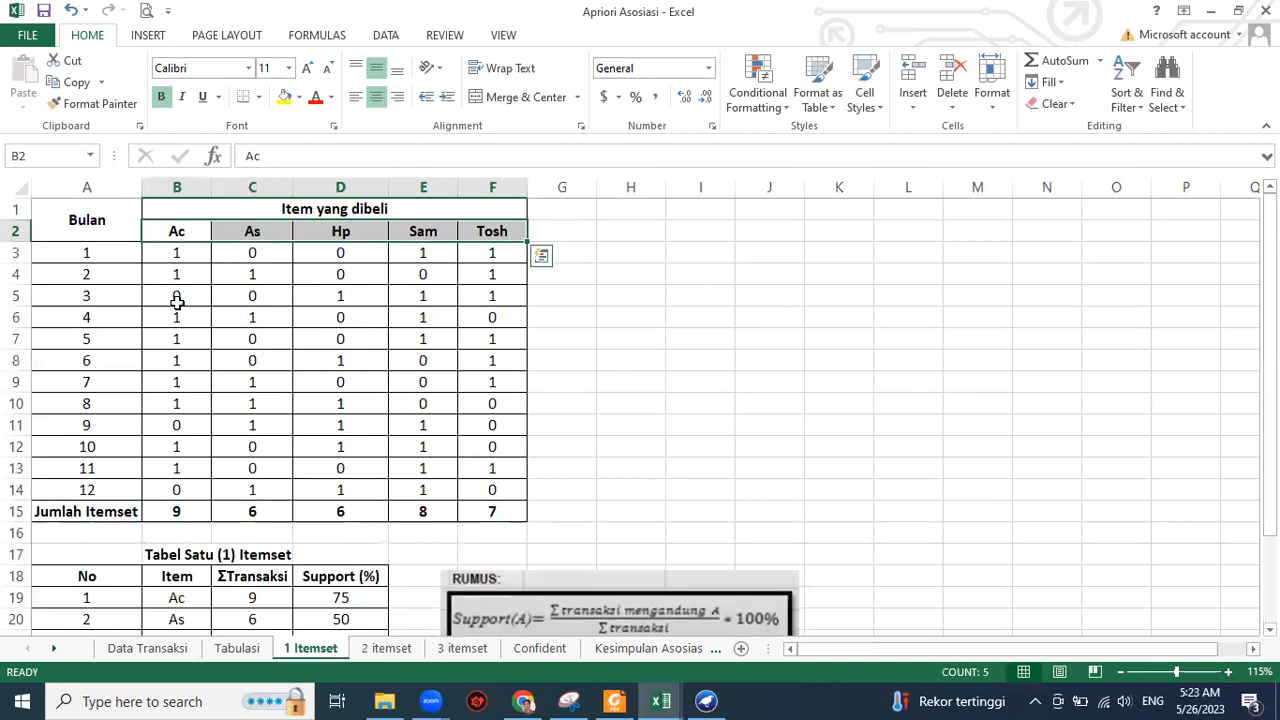 Apriori Asosiasi - Excel
?
FILE HOME INSERT PAGE LAYOUT FORMULAS DATA REVIEW VIEW Microsoft account
Paste Cut Copy Format Painter
Calibri 11 A A B I U A
Wrap Text Merge & Center
General $ % ,
Conditional Formatting Format as Table Cell Styles
Insert Delete Format
AutoSum Fill Clear Sort & Filter Find & Select
Clipboard Font Alignment Number Styles Cells Editing
B2 fx Ac
A B C D E F G H I J K L M N O P Q
1 Bulan Item yang dibeli
2 Ac As Hp Sam Tosh
3 1 1 0 0 1 1
4 2 1 1 0 0 1
5 3 0 0 1 1 1
6 4 1 1 0 1 0
7 5 1 0 0 1 1
8 6 1 0 1 0 1
9 7 1 1 0 0 1
10 8 1 1 1 0 0
11 9 0 1 1 1 0
12 10 1 0 1 1 0
13 11 1 0 0 1 1
14 12 0 1 1 1 0
15 Jumlah Itemset 9 6 6 8 7
16
17 Tabel Satu (1) Itemset
18 No Item ΣTransaksi Support (%)
19 1 Ac 9 75
20 2 As 6 50
RUMUS:
Support(A)= Σtransaksi mengandung A / Σtransaksi * 100%
Data Transaksi Tabulasi 1 Itemset 2 itemset 3 itemset Confident Kesimpulan Asosias ...
READY COUNT: 5 115%
Type here to search
Rekor tertinggi ENG 5:23 AM 5/26/2023 3